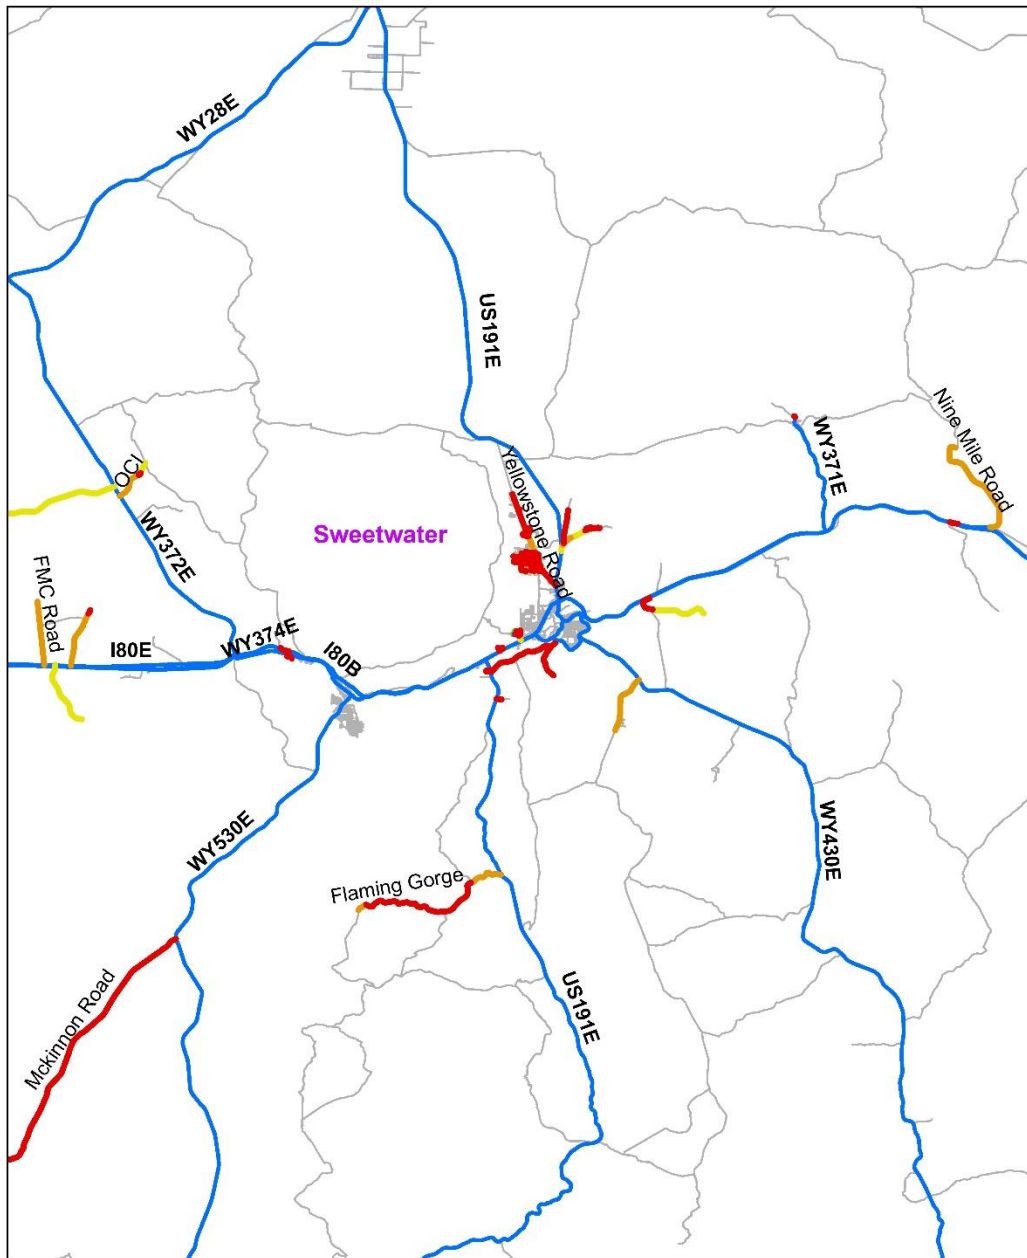 WY28E
US191E
Nine Mile Road
WY371E
OCI
Yellowstone Road
WY372E
Sweetwater
FMC Road
WY374E
I80E
I80B
WY530E
WY430E
Flaming Gorge
Mckinnon Road
US191E